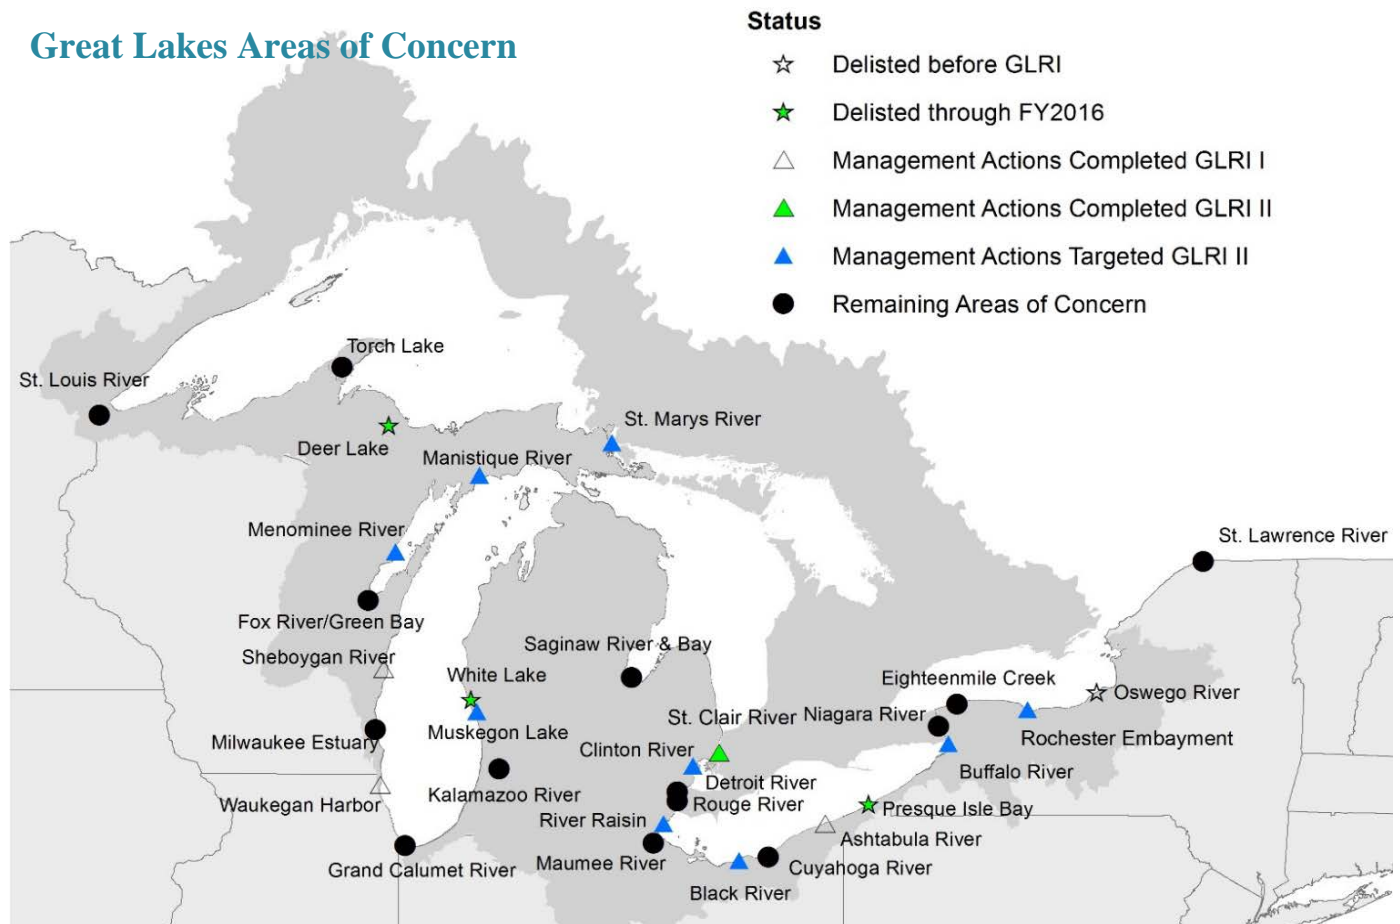 Great Lakes Areas of Concern
Status
Delisted before GLRI
Delisted through FY2016
Management Actions Completed GLRI I
Management Actions Completed GLRI II
Management Actions Targeted GLRI II
Remaining Areas of Concern
Torch Lake
St. Louis River
St. Marys River
Deer Lake
Manistique River
Menominee River
St. Lawrence River
Fox River/Green Bay
Saginaw River & Bay
Sheboygan River
White Lake
Eighteenmile Creek
Oswego River
St. Clair River
Niagara River
Muskegon Lake
Rochester Embayment
Milwaukee Estuary
Clinton River
Buffalo River
Detroit River
Kalamazoo River
Waukegan Harbor
Rouge River
Presque Isle Bay
River Raisin
Ashtabula River
Maumee River
Cuyahoga River
Grand Calumet River
Black River